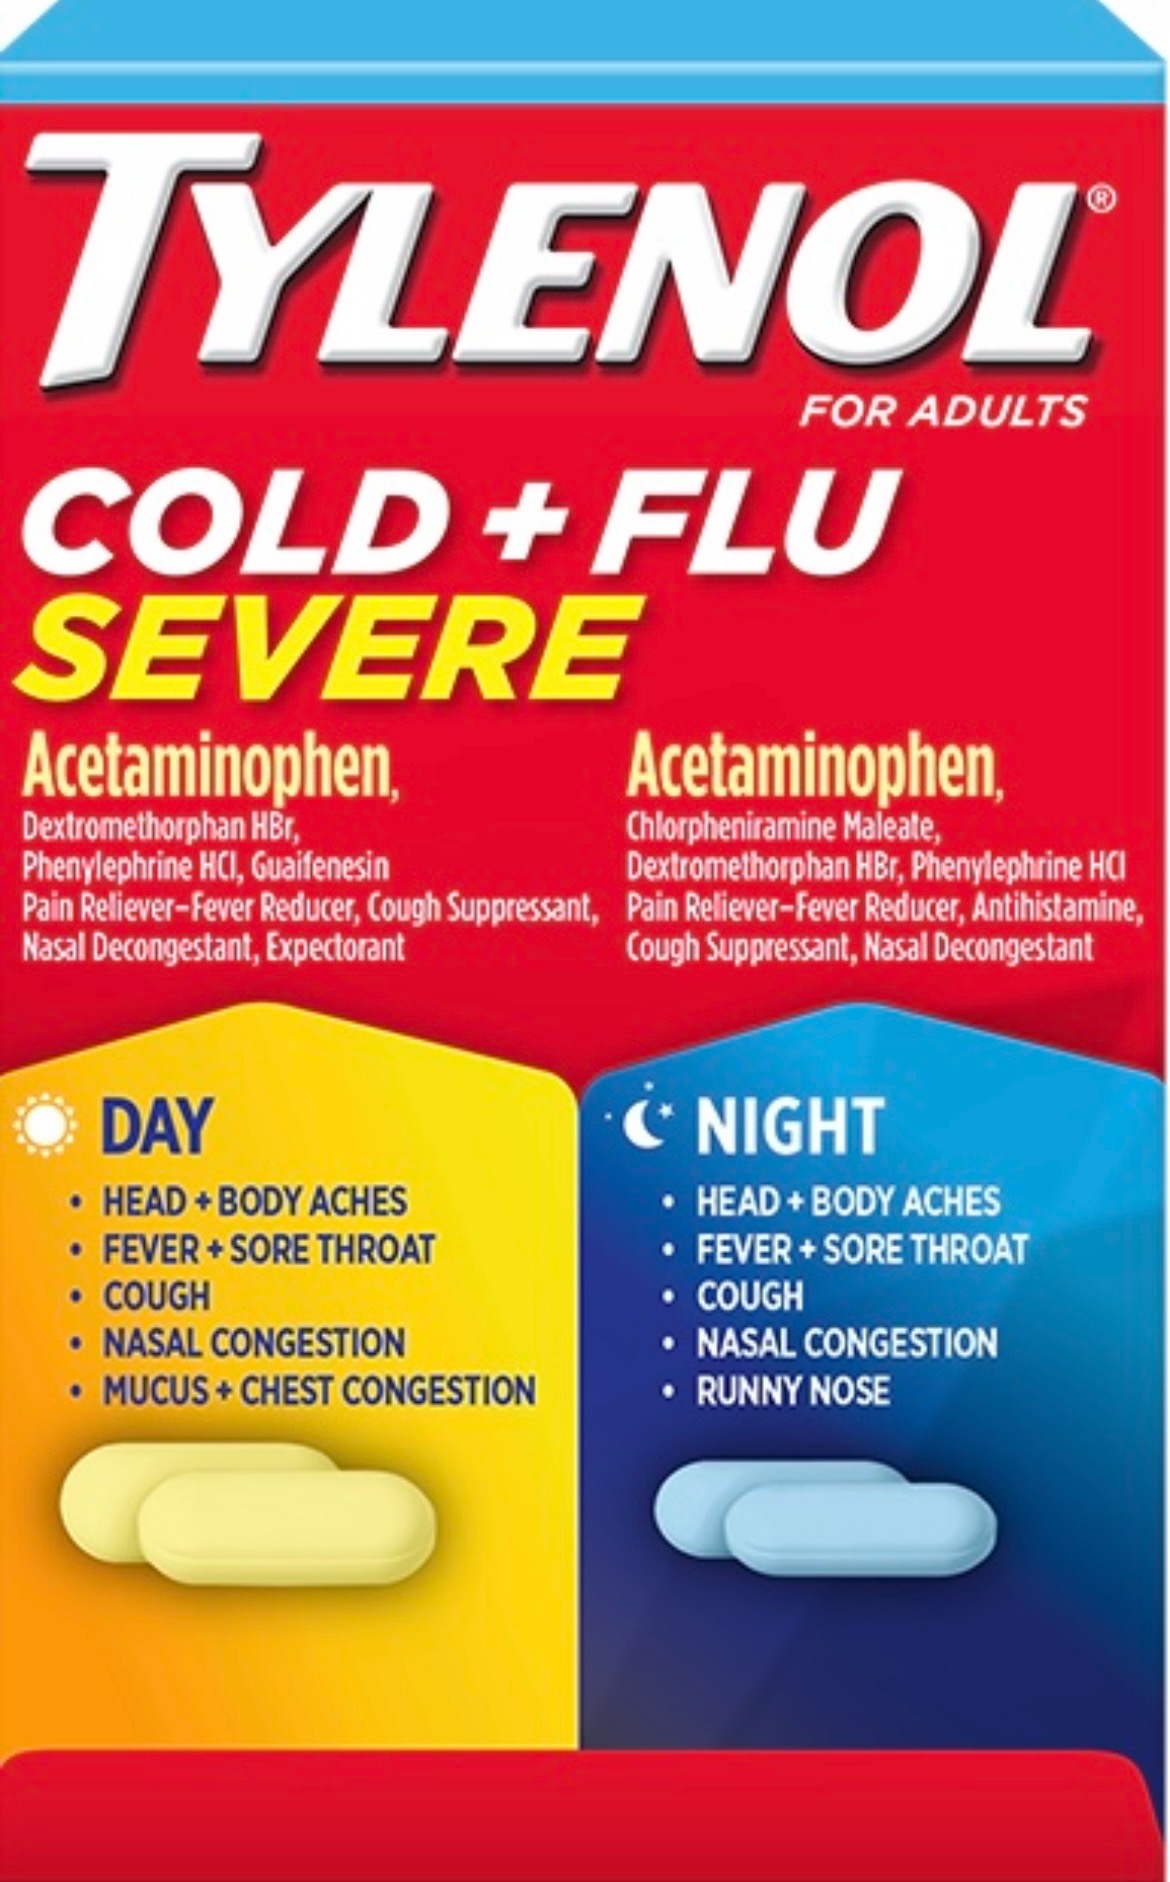 TYLENOL®
FOR ADULTS
COLD + FLU
SEVERE
Acetaminophen,
Dextromethorphan HBr,
Phenylephrine HCl, Guaifenesin
Pain Reliever–Fever Reducer, Cough Suppressant,
Nasal Decongestant, Expectorant
Acetaminophen,
Chlorpheniramine Maleate,
Dextromethorphan HBr, Phenylephrine HCl
Pain Reliever–Fever Reducer, Antihistamine,
Cough Suppressant, Nasal Decongestant
DAY
• HEAD + BODY ACHES
• FEVER + SORE THROAT
• COUGH
• NASAL CONGESTION
• MUCUS + CHEST CONGESTION
NIGHT
• HEAD + BODY ACHES
• FEVER + SORE THROAT
• COUGH
• NASAL CONGESTION
• RUNNY NOSE